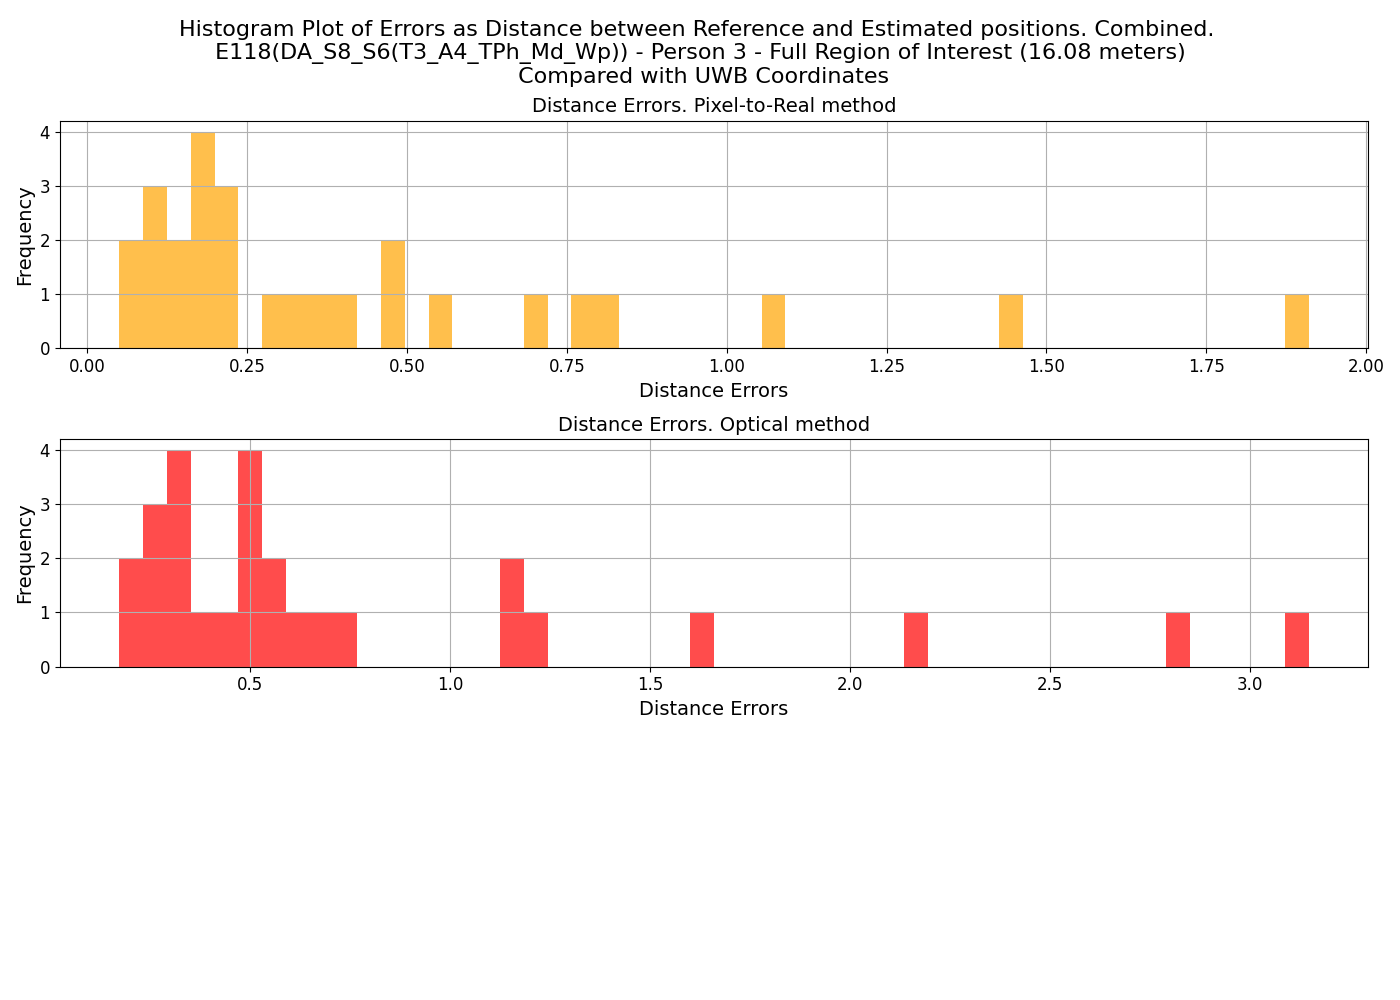 Histogram Plot of Errors as Distance between Reference and Estimated positions. Combined.
E118(DA_S8_S6(T3_A4_TPh_Md_Wp)) - Person 3 - Full Region of Interest (16.08 meters)
Compared with UWB Coordinates
Distance Errors. Pixel-to-Real method
Frequency
4
3
2
1
0
0.00 0.25 0.50 0.75 1.00 1.25 1.50 1.75 2.00
Distance Errors
Distance Errors. Optical method
Frequency
4
3
2
1
0
0.5 1.0 1.5 2.0 2.5 3.0
Distance Errors